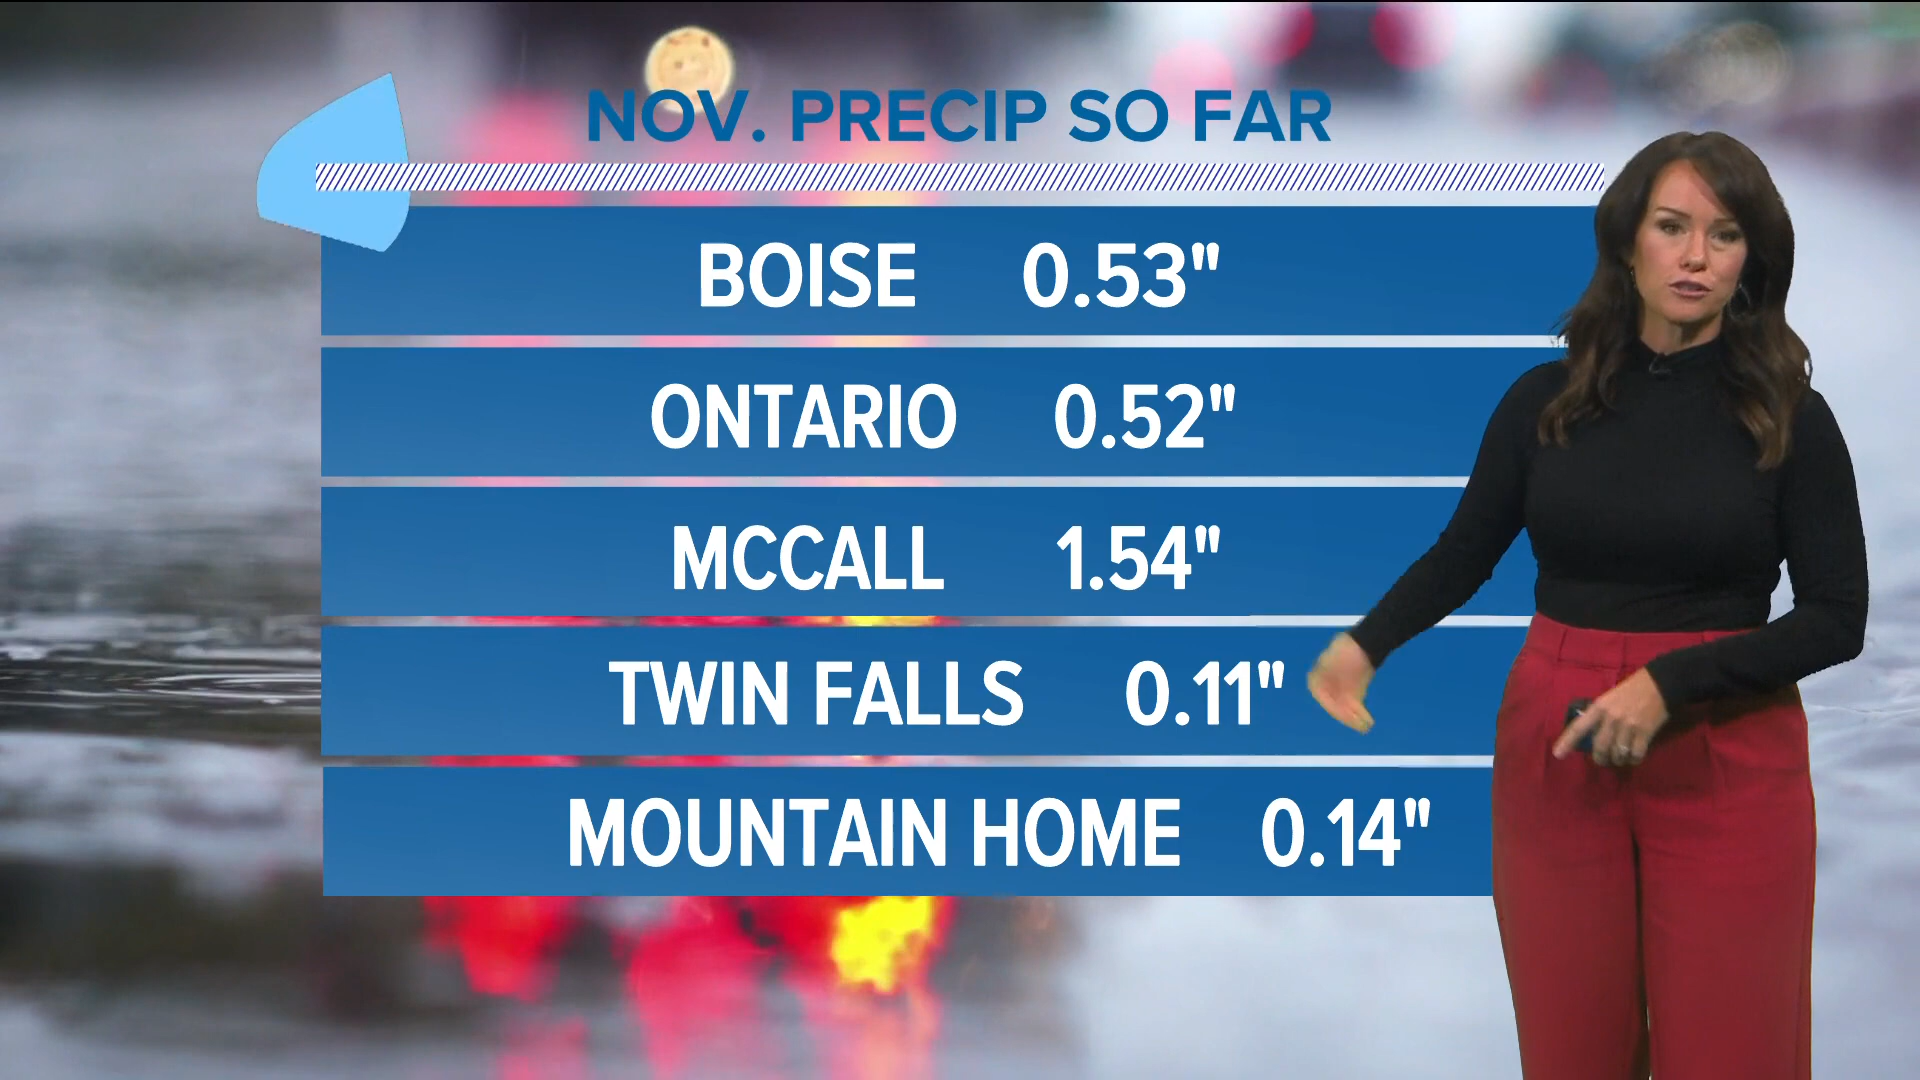 NOV. PRECIP SO FAR
BOISE 0.53"
ONTARIO 0.52"
MCCALL 1.54"
TWIN FALLS 0.11"
MOUNTAIN HOME 0.14"